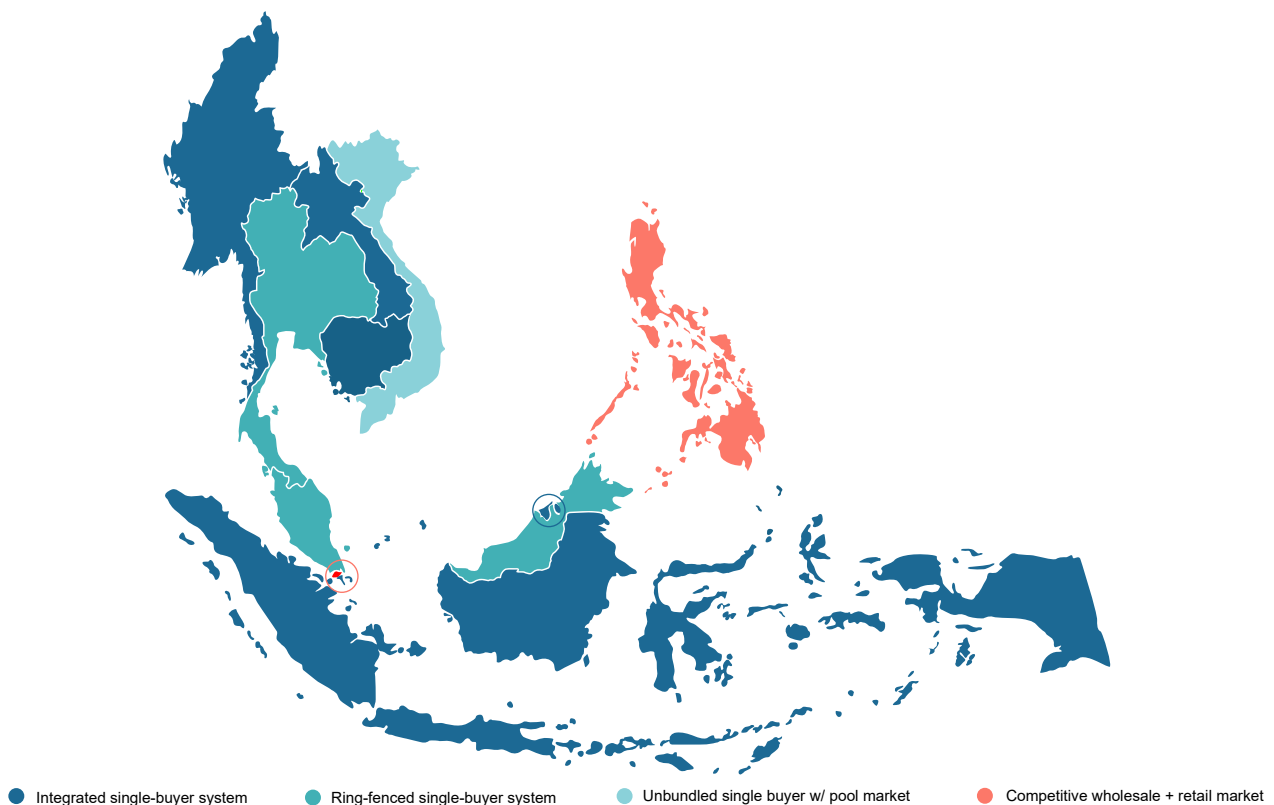 Integrated single-buyer system
Ring-fenced single-buyer system
Unbundled single buyer w/ pool market
Competitive wholesale + retail market